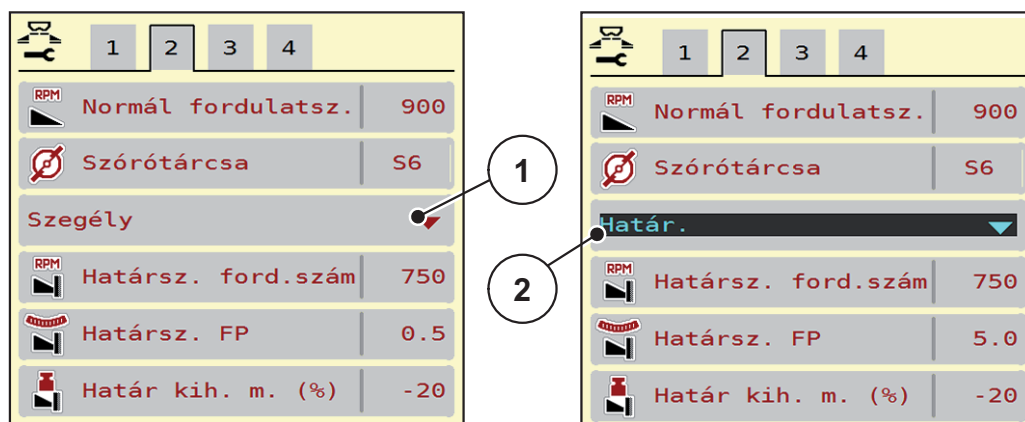 1 2 3 4
RPM Normál fordulatsz. 900
Szórótárcsa S6
Szegély
RPM Határsz. ford.szám 750
Határsz. FP 0.5
Határ kih. m. (%) -20
1
2
1 2 3 4
RPM Normál fordulatsz. 900
Szórótárcsa S6
Határ.
RPM Határsz. ford.szám 750
Határsz. FP 5.0
Határ kih. m. (%) -20